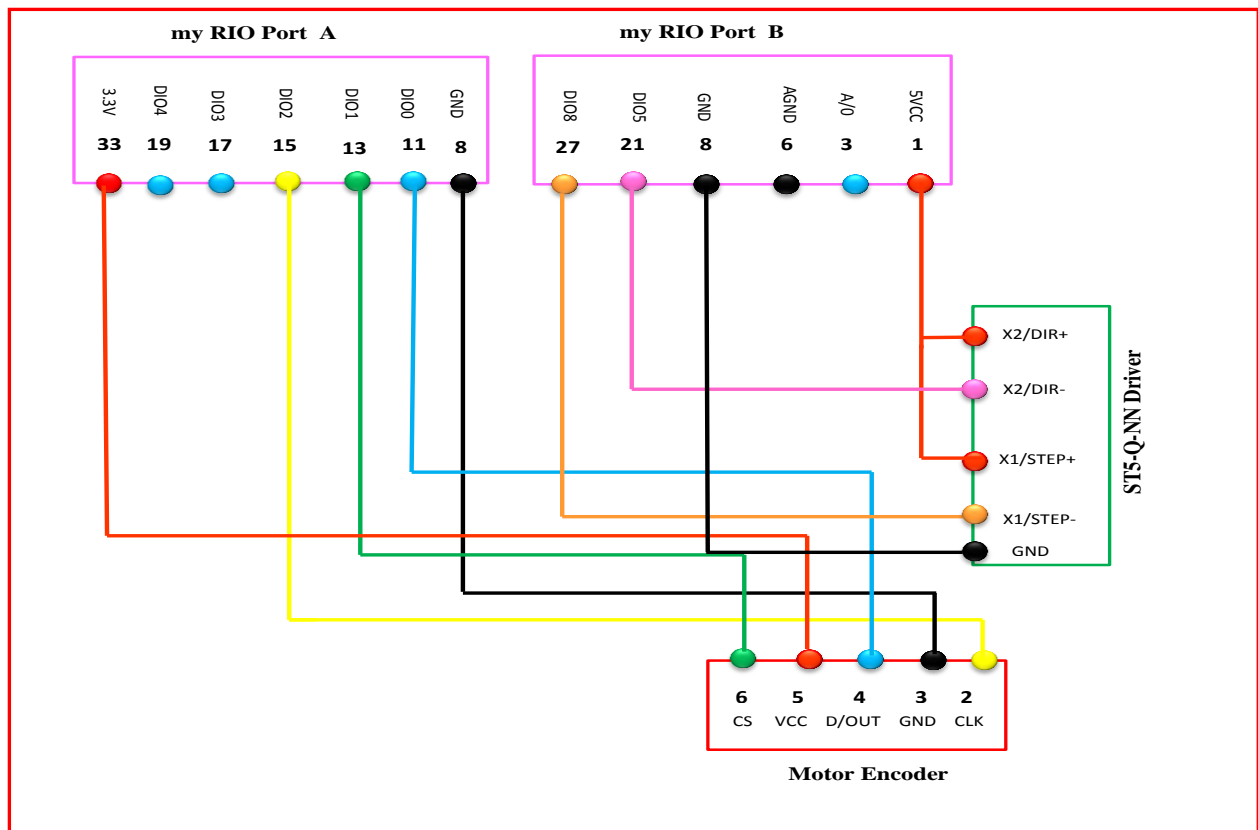 my RIO Port A
my RIO Port B
3.3V DIO4 DIO3 DIO2 DIO1 DIO0 GND
33 19 17 15 13 11 8
DIO8 DIO5 GND AGND A/0 5VCC
27 21 8 6 3 1
X2/DIR+
X2/DIR-
X1/STEP+
X1/STEP-
GND
ST5-Q-NN Driver
6 5 4 3 2
CS VCC D/OUT GND CLK
Motor Encoder